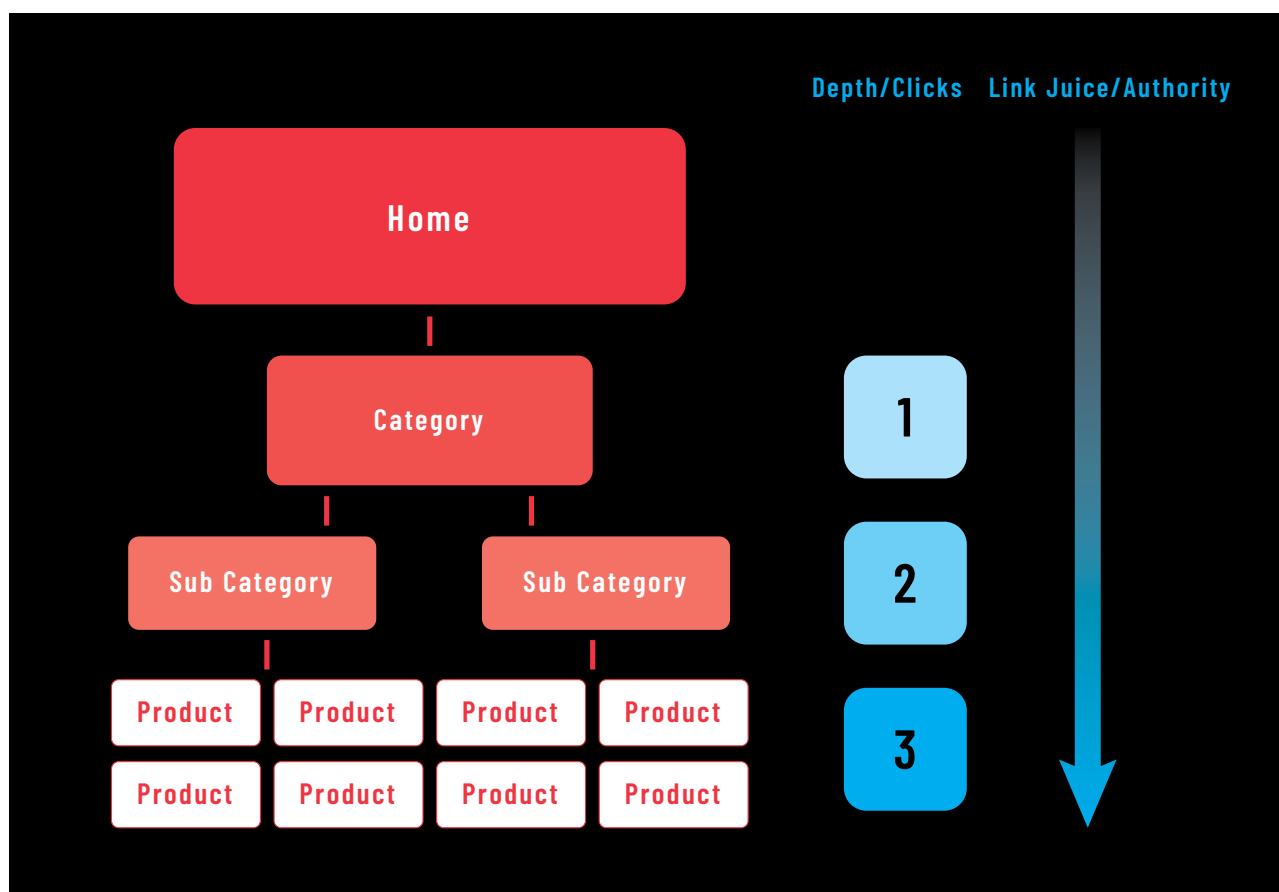 Depth/Clicks Link Juice/Authority
Home
Category
1
Sub Category Sub Category
2
Product Product Product Product
3
Product Product Product Product